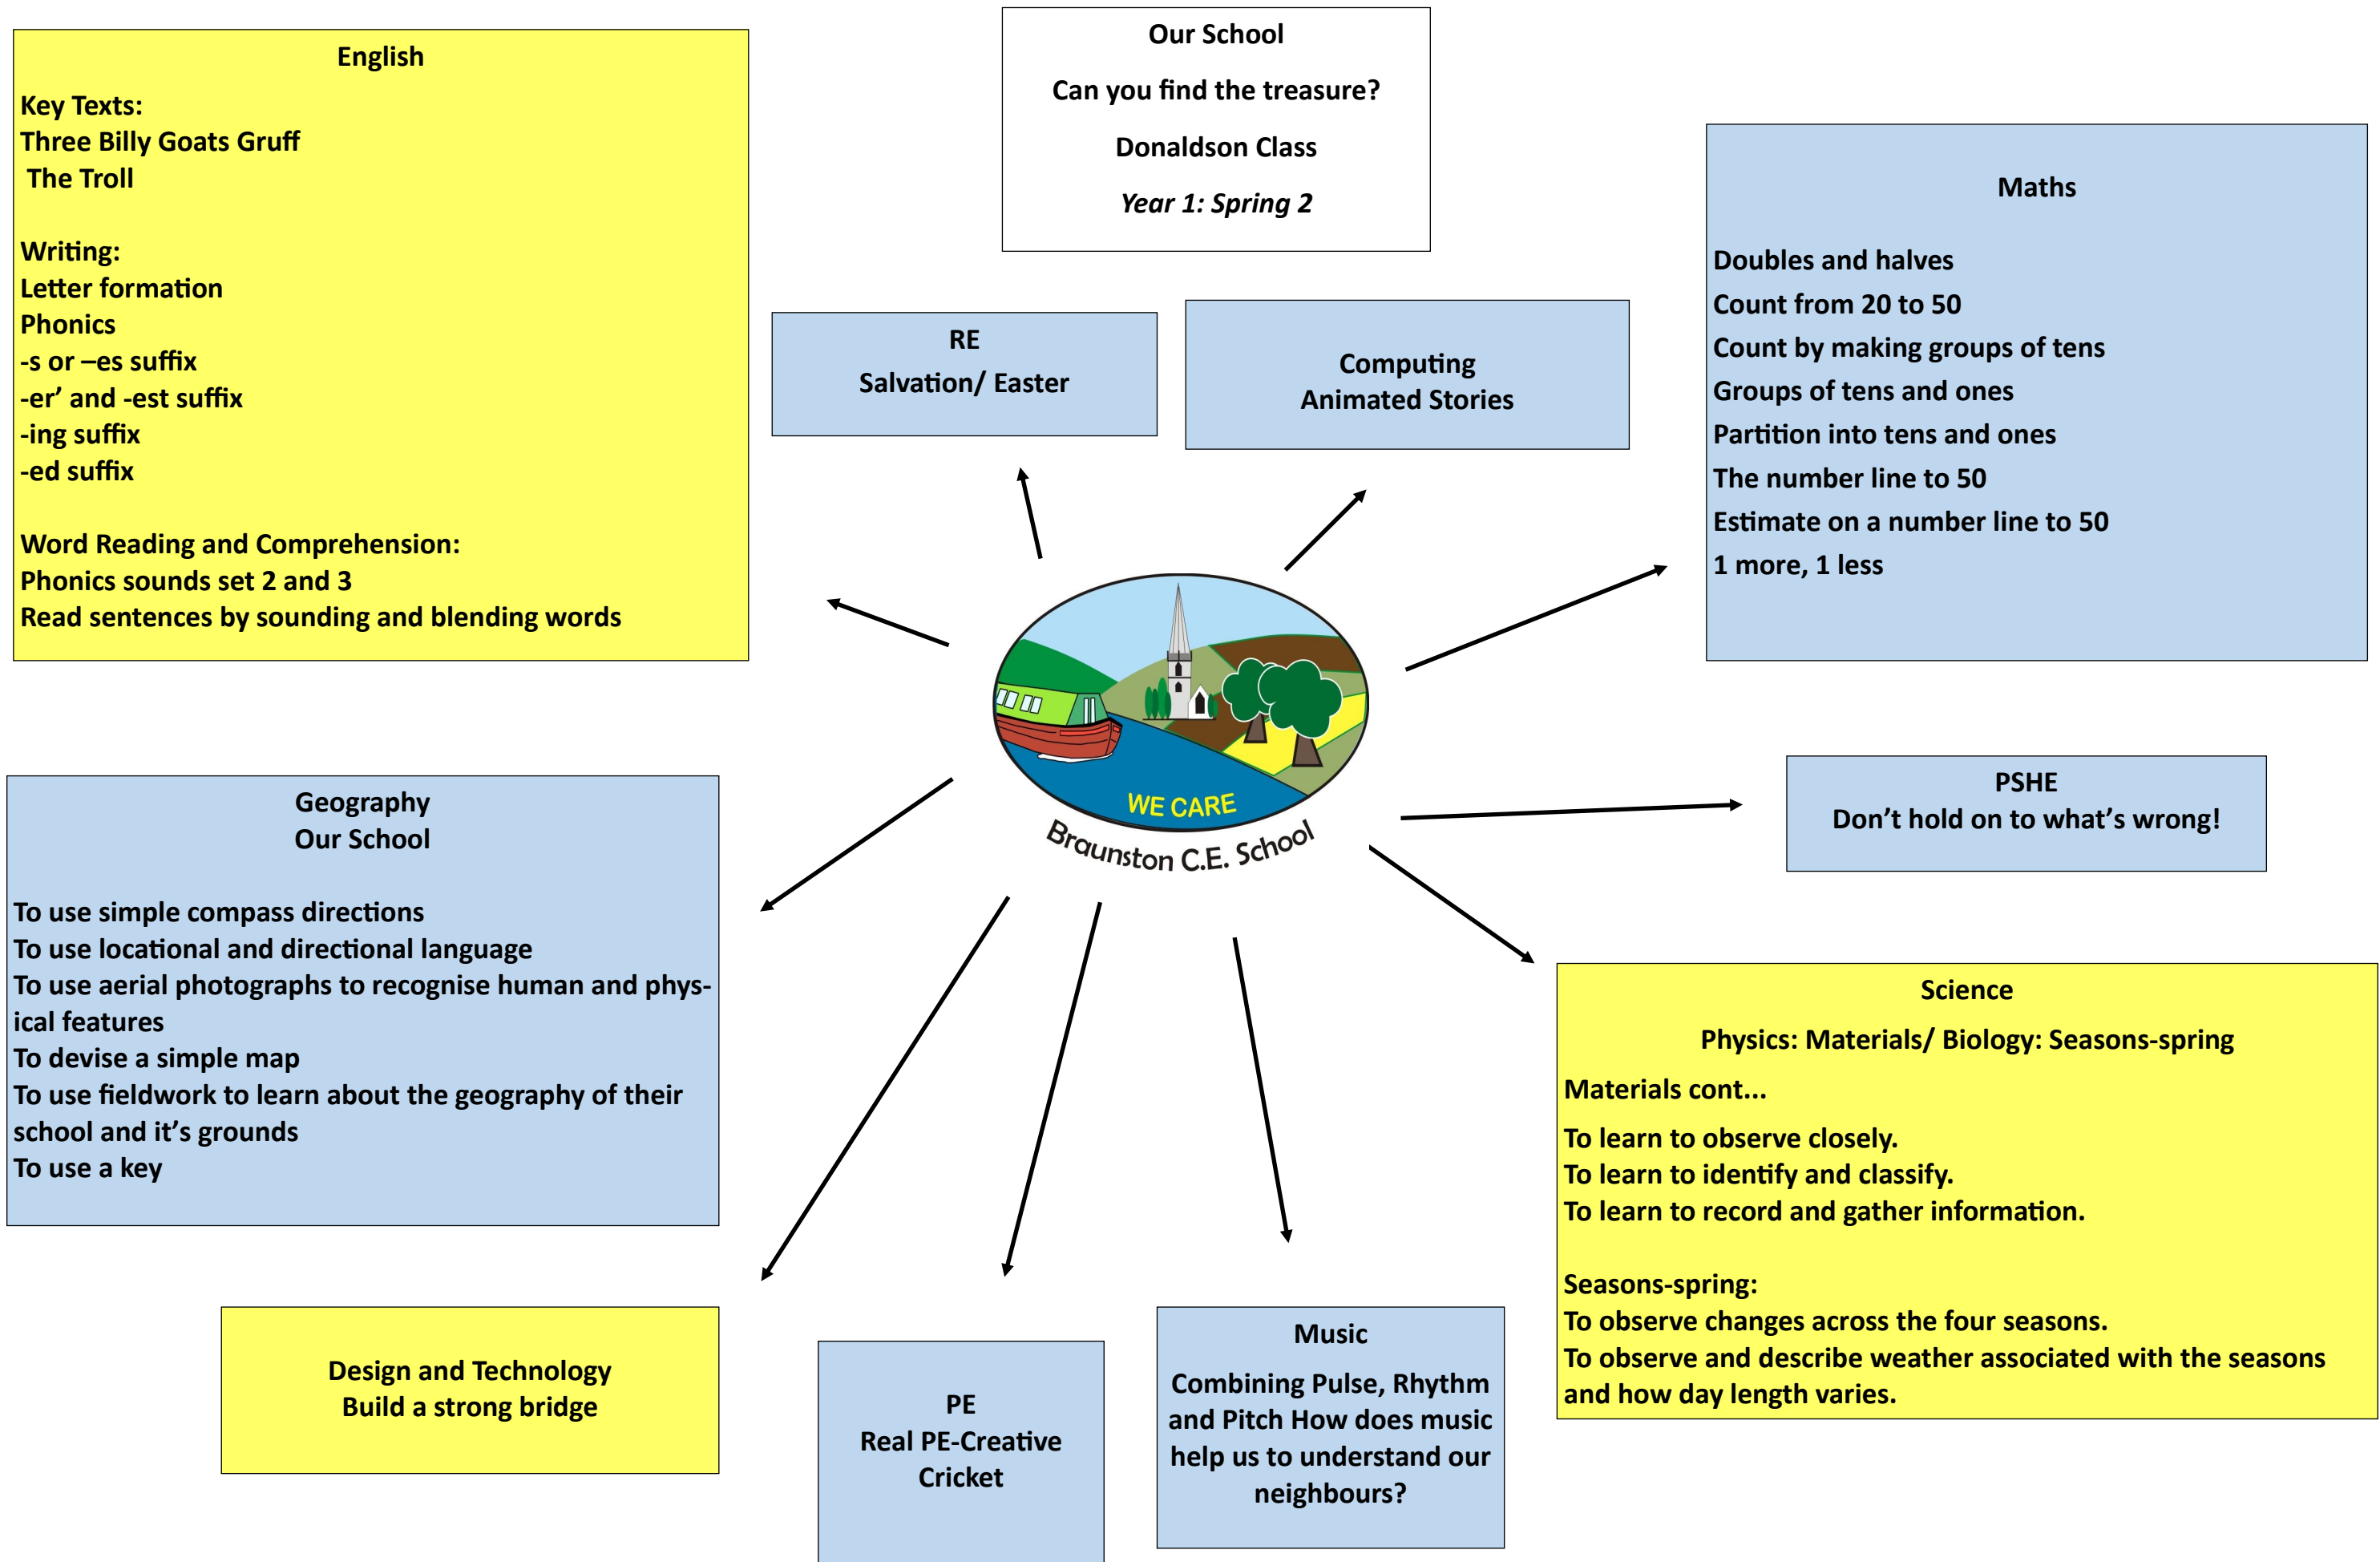 Our School
Can you find the treasure?
Donaldson Class
Year 1: Spring 2
English
Key Texts:
Three Billy Goats Gruff
The Troll
Writing:
Letter formation
Phonics
-s or –es suffix
-er’ and -est suffix
-ing suffix
-ed suffix
Word Reading and Comprehension:
Phonics sounds set 2 and 3
Read sentences by sounding and blending words
RE
Salvation/ Easter
Computing
Animated Stories
Maths
Doubles and halves
Count from 20 to 50
Count by making groups of tens
Groups of tens and ones
Partition into tens and ones
The number line to 50
Estimate on a number line to 50
1 more, 1 less
WE CARE
Braunston C.E. School
Geography
Our School
To use simple compass directions
To use locational and directional language
To use aerial photographs to recognise human and phys-
ical features
To devise a simple map
To use fieldwork to learn about the geography of their
school and it’s grounds
To use a key
PSHE
Don’t hold on to what’s wrong!
Science
Physics: Materials/ Biology: Seasons-spring
Materials cont...
To learn to observe closely.
To learn to identify and classify.
To learn to record and gather information.
Seasons-spring:
To observe changes across the four seasons.
To observe and describe weather associated with the seasons
and how day length varies.
Design and Technology
Build a strong bridge
PE
Real PE-Creative
Cricket
Music
Combining Pulse, Rhythm
and Pitch How does music
help us to understand our
neighbours?